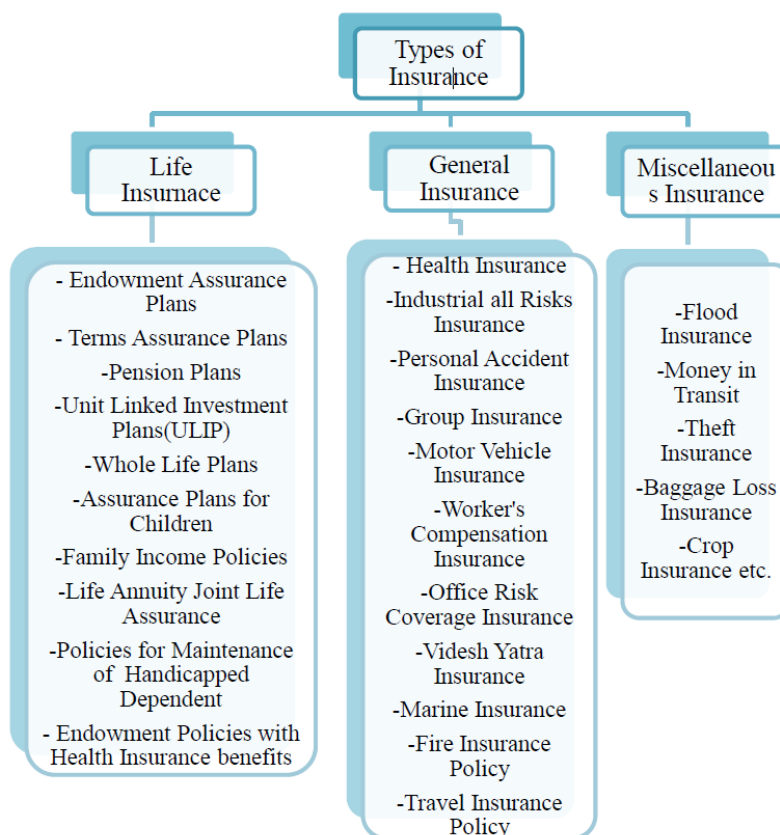 Types of
Insurance
Life
Insurnace
- Endowment Assurance
Plans
- Terms Assurance Plans
-Pension Plans
-Unit Linked Investment
Plans(ULIP)
-Whole Life Plans
-Assurance Plans for
Children
-Family Income Policies
-Life Annuity Joint Life
Assurance
-Policies for Maintenance
of Handicapped
Dependent
- Endowment Policies with
Health Insurance benefits
General
Insurance
- Health Insurance
-Industrial all Risks
Insurance
-Personal Accident
Insurance
-Group Insurance
-Motor Vehicle
Insurance
-Worker's
Compensation
Insurance
-Office Risk
Coverage Insurance
-Videsh Yatra
Insurance
-Marine Insurance
-Fire Insurance
Policy
-Travel Insurance
Policy
Miscellaneou
s Insurance
-Flood
Insurance
-Money in
Transit
-Theft
Insurance
-Baggage Loss
Insurance
-Crop
Insurance etc.